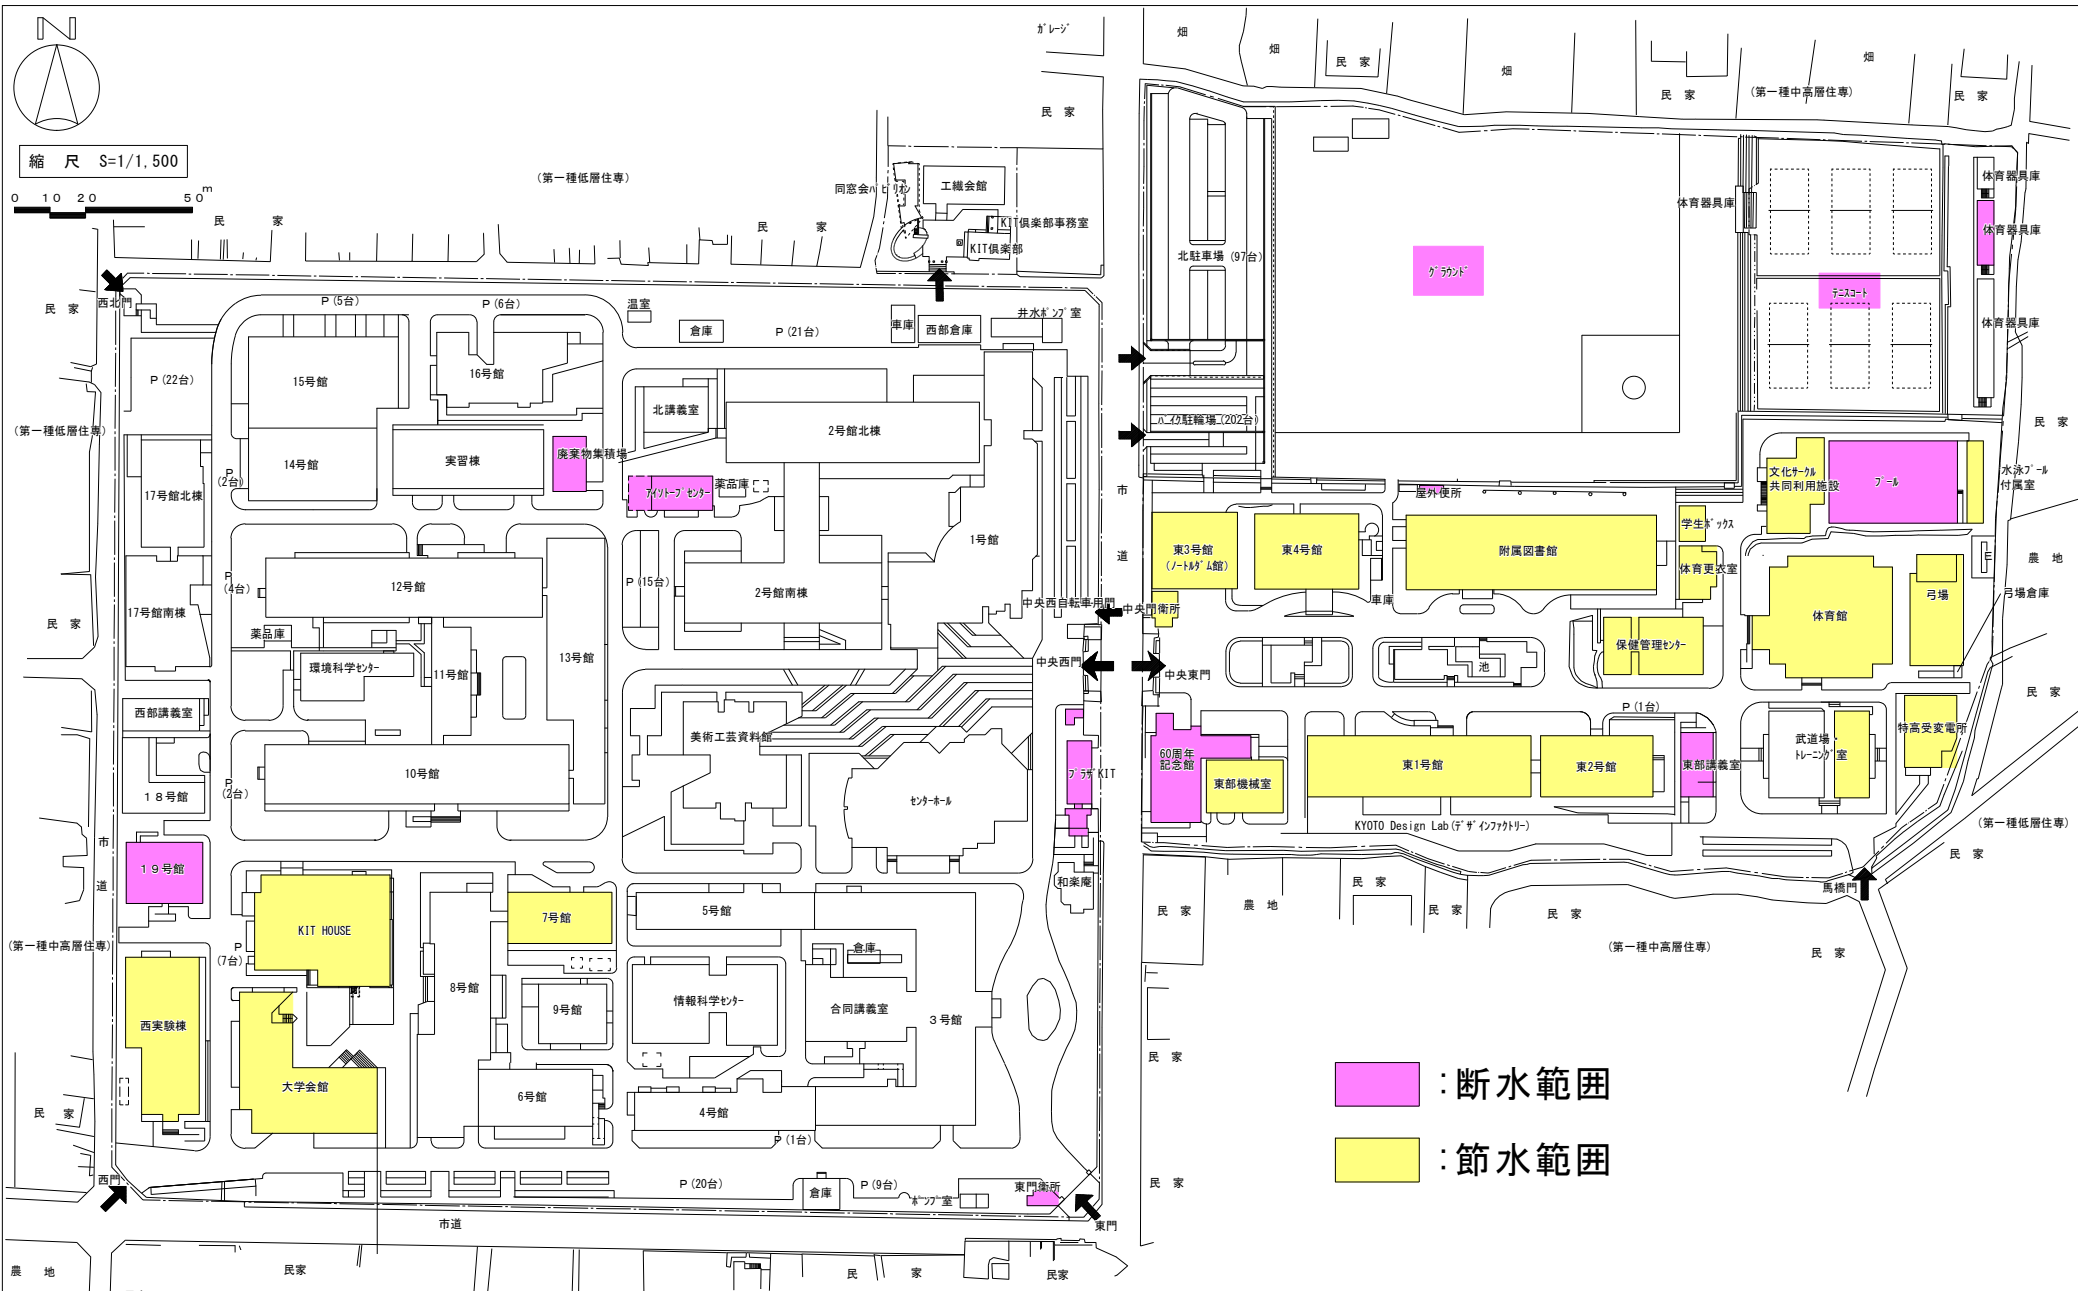 N
縮 尺 S=1/1,500
0 10 20 50m
ガレージ
畑
畑
民 家
畑
畑
民 家
(第一種中高層住専)
民 家
民 家
(第一種低層住専)
同窓会パビリオン
工繊会館
KIT倶楽部事務室
KIT倶楽部
民 家
民 家
北駐車場 (97台)
グラウンド
体育器具庫
体育器具庫
体育器具庫
テニスコート
体育器具庫
西北門
民 家
P (5台)
P (6台)
温室
倉庫
P (21台)
車庫
西部倉庫
井水ポンプ室
P (22台)
15号館
16号館
北講義室
2号館北棟
バイク駐輪場 (202台)
(第一種低層住専)
民 家
14号館
実習棟
廃棄物集積場
P
(2台)
17号館北棟
アイソトープセンター
薬品庫
市
道
屋外便所
文化サークル
共同利用施設
プール
水泳プール
付属室
学生ボックス
東3号館
(ノートルダム館)
東4号館
附属図書館
体育更衣室
1号館
12号館
P
(4台)
P (15台)
2号館南棟
農 地
車庫
17号館南棟
中央西自転車用門
中央門衛所
体育館
弓場
弓場倉庫
民 家
薬品庫
環境科学センター
11号館
13号館
中央西門
中央東門
池
保健管理センター
民 家
西部講義室
美術工芸資料館
P (1台)
特高受変電所
10号館
P
(2台)
18号館
センターホール
プラザKIT
60周年
記念館
東部機械室
東1号館
東2号館
東部講義室
武道場・
トレーニング室
KYOTO Design Lab(デザインファクトリー)
(第一種低層住専)
民 家
市
道
19号館
和楽庵
馬橋門
民 家
農 地
民 家
民 家
民 家
(第一種中高層住専)
民 家
(第一種中高層住専)
KIT HOUSE
7号館
5号館
P
(7台)
倉庫
8号館
9号館
情報科学センター
合同講義室
3号館
西実験棟
大学会館
6号館
4号館
P (1台)
民 家
民 家
民 家
:断水範囲
:節水範囲
西門
P (20台)
倉庫
P (9台)
ポンプ室
東門衛所
東門
市道
農 地
民家
民 家
民家